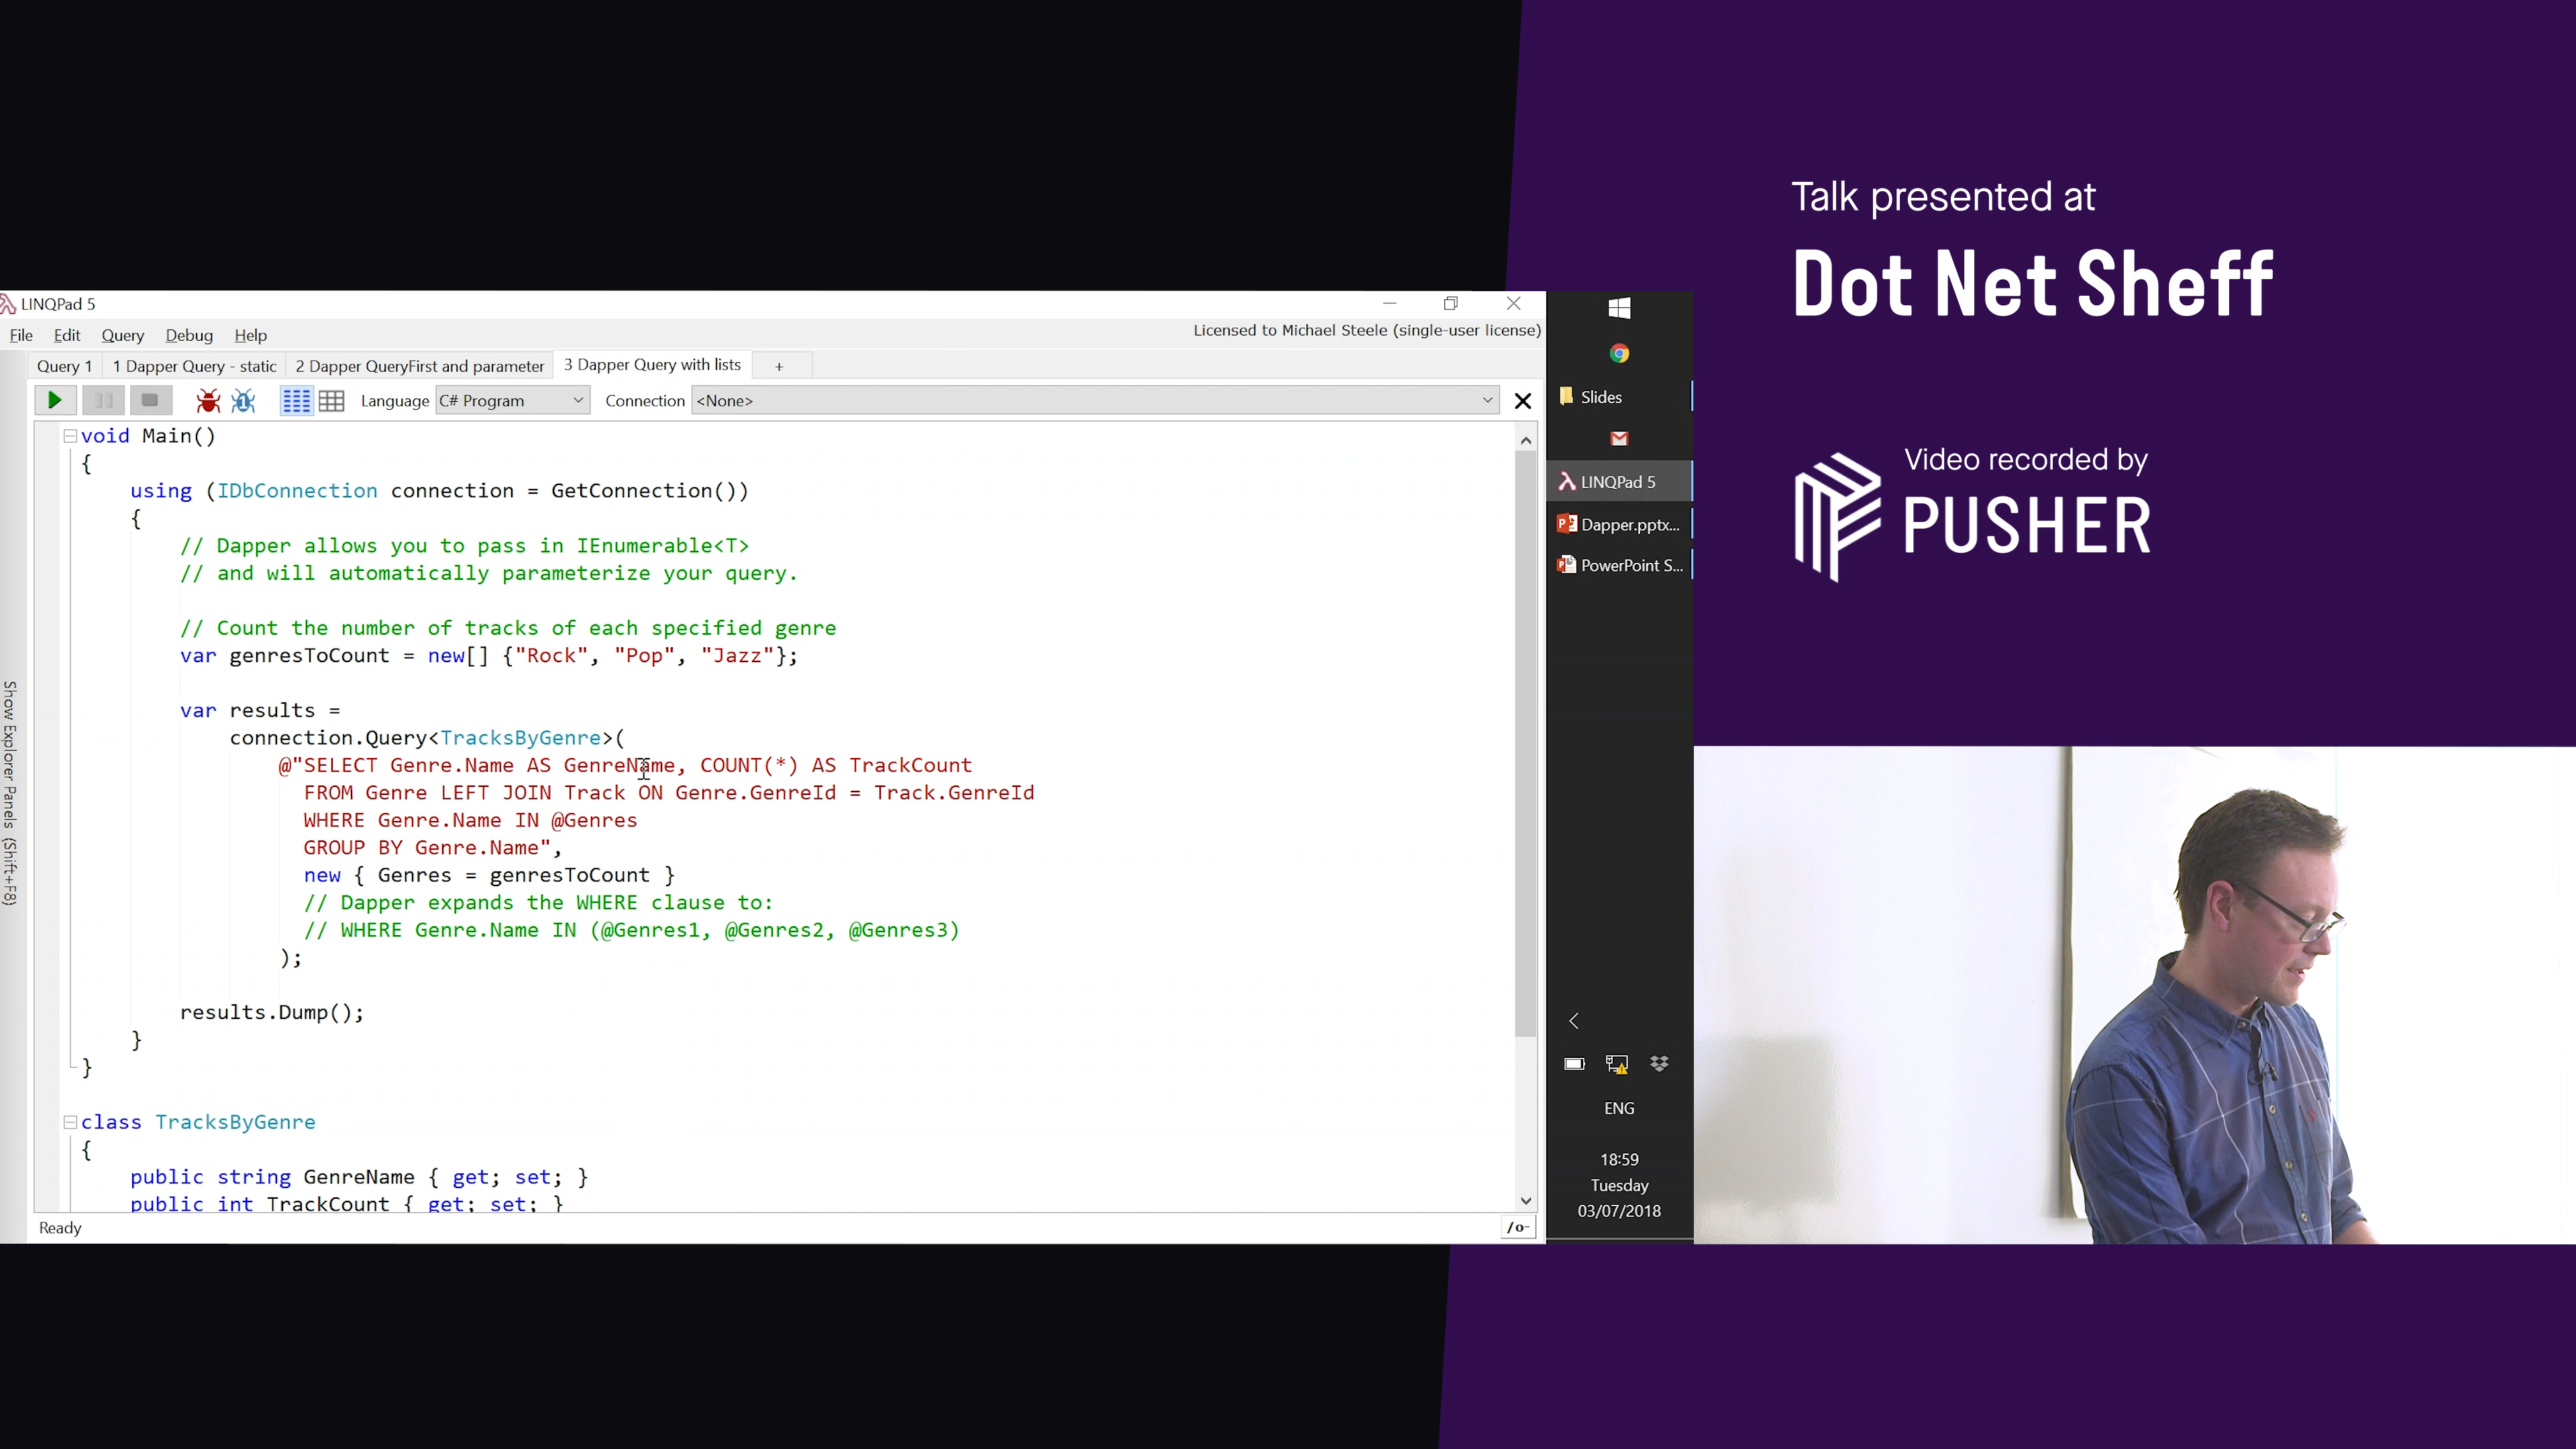 Talk presented at
Dot Net Sheff
Video recorded by
PUSHER
LINQPad 5
File Edit Query Debug Help
Licensed to Michael Steele (single-user license)
Query 1 1 Dapper Query - static 2 Dapper QueryFirst and parameter 3 Dapper Query with lists +
Language C# Program Connection <None>
void Main()
{
using (IDbConnection connection = GetConnection())
{
// Dapper allows you to pass in IEnumerable<T>
// and will automatically parameterize your query.
// Count the number of tracks of each specified genre
var genresToCount = new[] {"Rock", "Pop", "Jazz"};
var results =
connection.Query<TracksByGenre>(
@"SELECT Genre.Name AS GenreName, COUNT(*) AS TrackCount
FROM Genre LEFT JOIN Track ON Genre.GenreId = Track.GenreId
WHERE Genre.Name IN @Genres
GROUP BY Genre.Name",
new { Genres = genresToCount }
// Dapper expands the WHERE clause to:
// WHERE Genre.Name IN (@Genres1, @Genres2, @Genres3)
);
results.Dump();
}
}
class TracksByGenre
{
public string GenreName { get; set; }
public int TrackCount { get; set; }
Ready
/o-
Show Explorer Panels (Shift+F8)
Slides
LINQPad 5
Dapper.pptx...
PowerPoint S...
ENG
18:59
Tuesday
03/07/2018